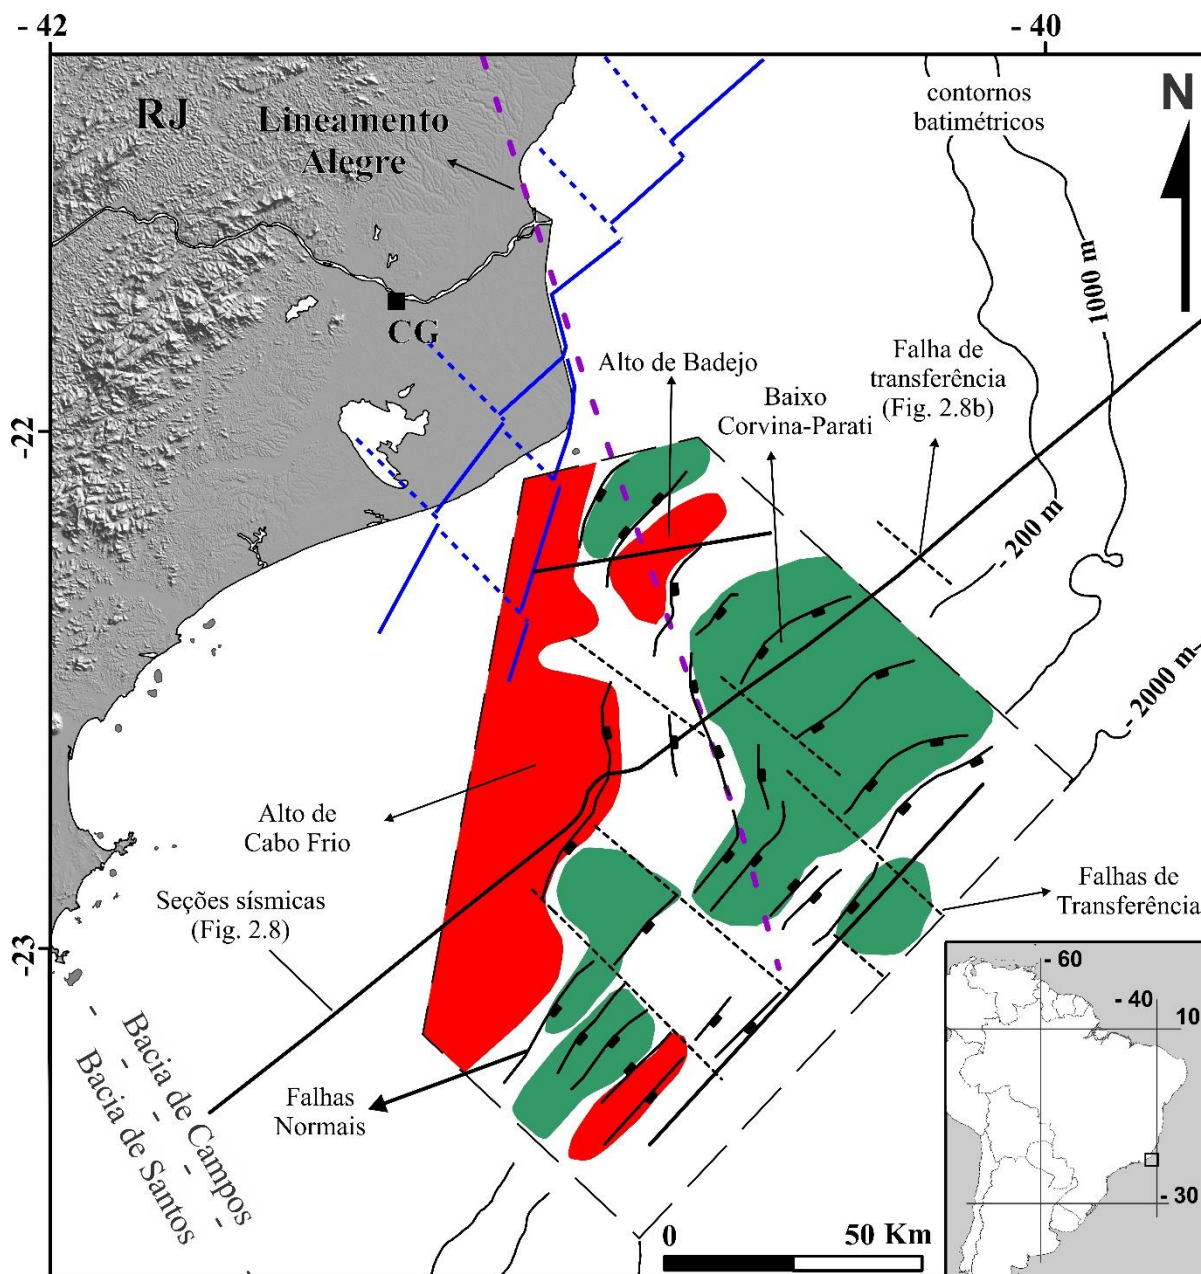 - 42
- 40
RJ
Lineamento
Alegre
contornos
batimétricos
N
1000 m
CG
Alto de Badejo
Falha de
transferência
(Fig. 2.8b)
Baixo
Corvina-Parati
-22
- 200 m
- 2000 m
Alto de
Cabo Frio
Seções sísmicas
(Fig. 2.8)
Falhas de
Transferência
-23
Bacia de Campos
Bacia de Santos
Falhas
Normais
- 60
- 40
10
- 30
0
50 Km